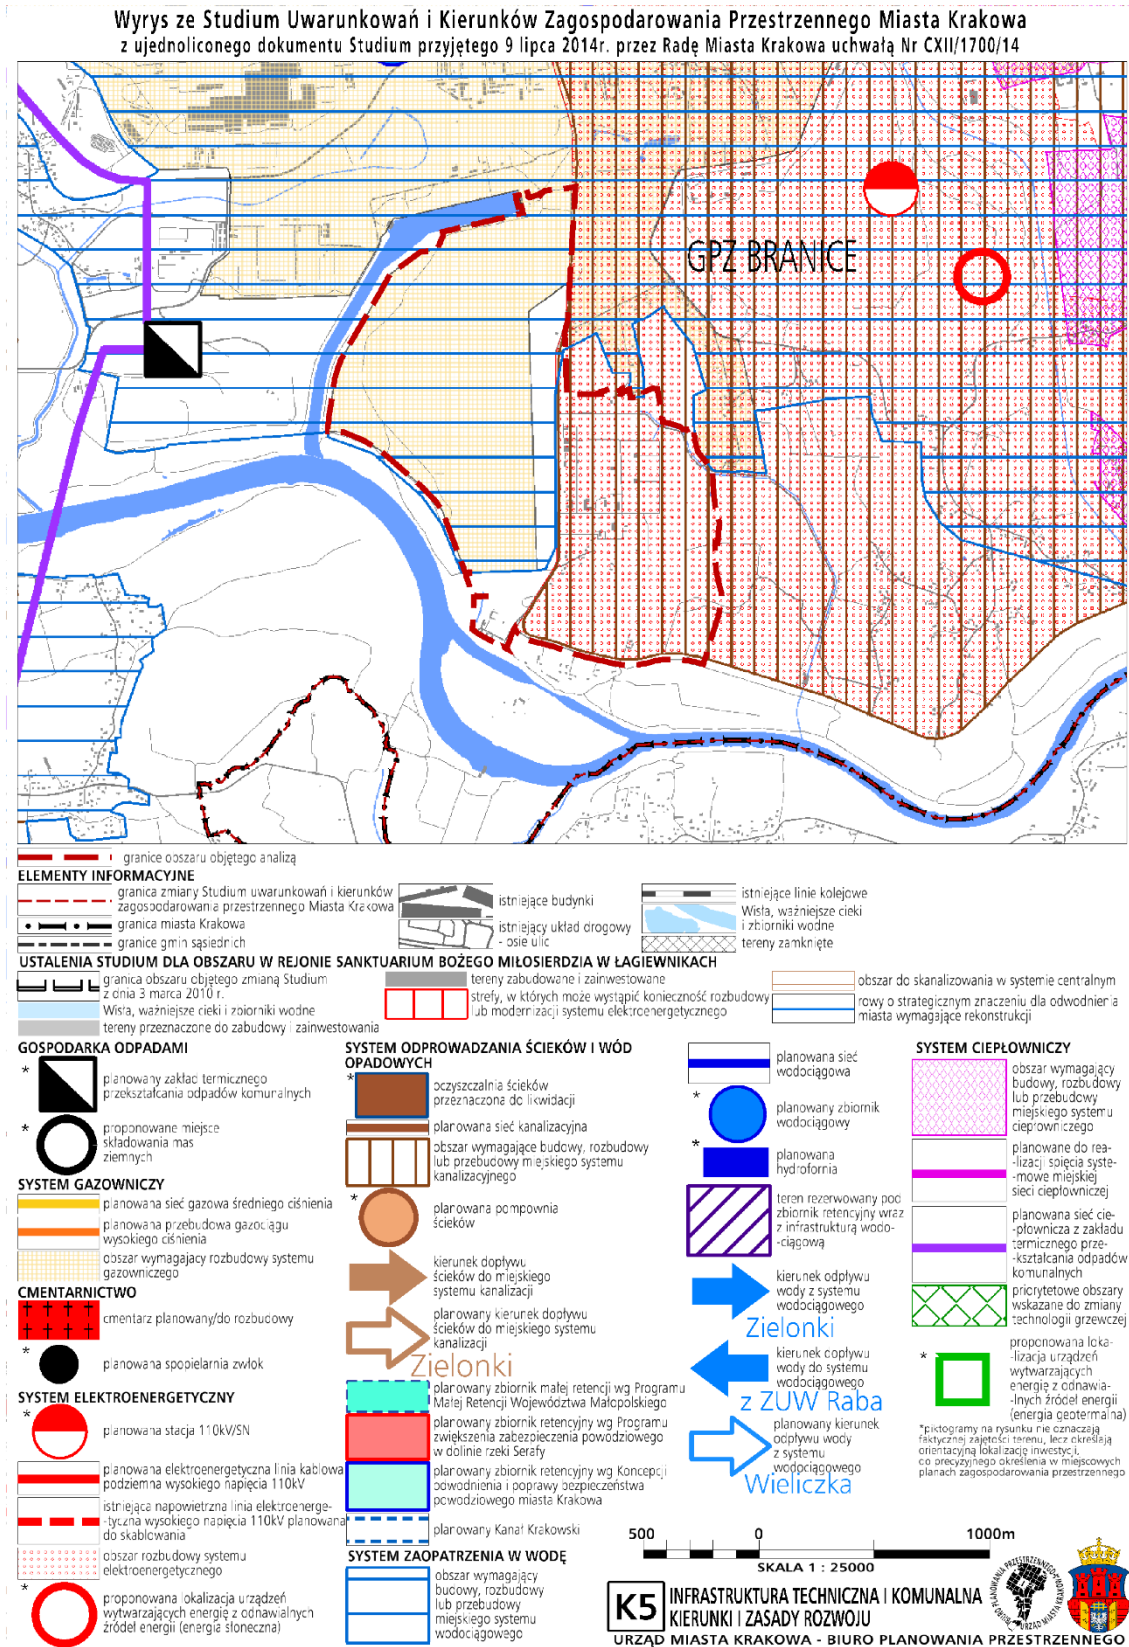 Wyrys ze Studium Uwarunkowań i Kierunków Zagospodarowania Przestrzennego Miasta Krakowa
z ujednoliconego dokumentu Studium przyjętego 9 lipca 2014r. przez Radę Miasta Krakowa uchwałą Nr CXII/1700/14
GPZ BRANICE
granice obszaru objętego analizą
ELEMENTY INFORMACYJNE
granica zmiany Studium uwarunkowań i kierunków
zagospodarowania przestrzennego Miasta Krakowa
granica miasta Krakowa
granice gmin sąsiednich
istniejące budynki
istniejący układ drogowy
- osie ulic
istniejące linie kolejowe
Wisła, ważniejsze cieki
i zbiorniki wodne
tereny zamknięte
USTALENIA STUDIUM DLA OBSZARU W REJONIE SANKTUARIUM BOŻEGO MIŁOSIERDZIA W ŁAGIEWNIKACH
granica obszaru objętego zmianą Studium
z dnia 3 marca 2010 r.
Wisła, ważniejsze cieki i zbiorniki wodne
tereny przeznaczone do zabudowy i zainwestowania
tereny zabudowane i zainwestowane
strefy, w których może wystąpić konieczność rozbudowy
lub modernizacji systemu elektroenergetycznego
obszar do skanalizowania w systemie centralnym
rowy o strategicznym znaczeniu dla odwodnienia
miasta wymagające rekonstrukcji
GOSPODARKA ODPADAMI
*
planowany zakład termicznego
przekształcania odpadów komunalnych
*
proponowane miejsce
składowania mas
ziemnych
SYSTEM GAZOWNICZY
planowana sieć gazowa średniego ciśnienia
planowana przebudowa gazociągu
wysokiego ciśnienia
obszar wymagający rozbudowy systemu
gazowniczego
CMENTARNICTWO
cmentarz planowany/do rozbudowy
*
planowana spopielarnia zwłok
SYSTEM ELEKTROENERGETYCZNY
*
planowana stacja 110kV/SN
planowana elektroenergetyczna linia kablowa
podziemna wysokiego napięcia 110kV
istniejąca napowietrzna linia elektroenerge-
-tyczna wysokiego napięcia 110kV planowana
do skablowania
obszar rozbudowy systemu
elektroenergetycznego
*
proponowana lokalizacja urządzeń
wytwarzających energię z odnawialnych
źródeł energii (energia słoneczna)
SYSTEM ODPROWADZANIA ŚCIEKÓW I WÓD
OPADOWYCH
*
oczyszczalnia ścieków
przeznaczona do likwidacji
planowana sieć kanalizacyjna
obszar wymagające budowy, rozbudowy
lub przebudowy miejskiego systemu
kanalizacyjnego
*
planowana pompownia
ścieków
kierunek dopływu
ścieków do miejskiego
systemu kanalizacji
planowany kierunek dopływu
ścieków do miejskiego systemu
kanalizacji
Zielonki
planowany zbiornik małej retencji wg Programu
Małej Retencji Województwa Małopolskiego
planowany zbiornik retencyjny wg Programu
zwiększenia zabezpieczenia powodziowego
w dolinie rzeki Serafy
planowany zbiornik retencyjny wg Koncepcji
odwodnienia i poprawy bezpieczeństwa
powodziowego miasta Krakowa
planowany Kanał Krakowski
SYSTEM ZAOPATRZENIA W WODĘ
obszar wymagający
budowy, rozbudowy
lub przebudowy
miejskiego systemu
wodociągowego
planowana sieć
wodociągowa
*
planowany zbiornik
wodociągowy
*
planowana
hydrofornia
teren rezerwowany pod
zbiornik retencyjny wraz
z infrastrukturą wodo-
-ciągową
kierunek odpływu
wody z systemu
wodociągowego
Zielonki
kierunek dopływu
wody do systemu
wodociągowego
z ZUW Raba
planowany kierunek
odpływu wody
z systemu
wodociągowego
Wieliczka
SYSTEM CIEPŁOWNICZY
obszar wymagający
budowy, rozbudowy
lub przebudowy
miejskiego systemu
ciepłowniczego
planowane do rea-
-lizacji spięcia syste-
-mowe miejskiej
sieci ciepłowniczej
planowana sieć cie-
-płownicza z zakładu
termicznego prze-
-kształcania odpadów
komunalnych
priorytetowe obszary
wskazane do zmiany
technologii grzewczej
*
proponowana loka-
-lizacja urządzeń
wytwarzających
energię z odnawia-
-lnych źródeł energii
(energia geotermalna)
*piktogramy na rysunku nie oznaczają
faktycznej zajętości terenu, lecz określają
orientacyjną lokalizację inwestycji,
do precyzyjnego określenia w miejscowych
planach zagospodarowania przestrzennego
500 0 1000m
SKALA 1 : 25000
K5
INFRASTRUKTURA TECHNICZNA I KOMUNALNA
KIERUNKI I ZASADY ROZWOJU
URZĄD MIASTA KRAKOWA - BIURO PLANOWANIA PRZESTRZENNEGO